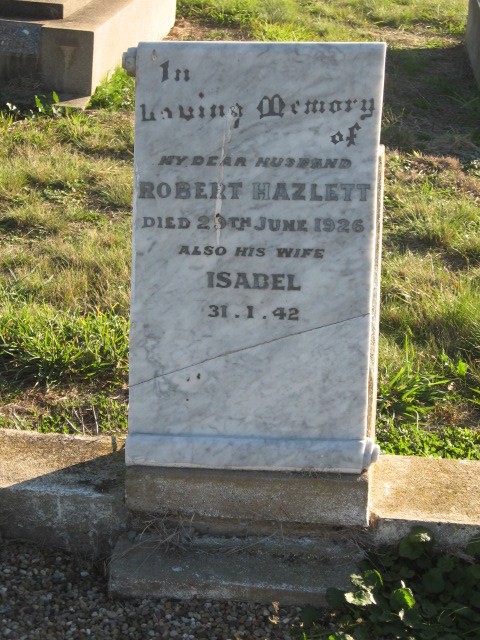 In
Loving Memory
of
MY DEAR HUSBAND
ROBERT HAZLETT
DIED 29TH JUNE 1926
ALSO HIS WIFE
ISABEL
31.1.42